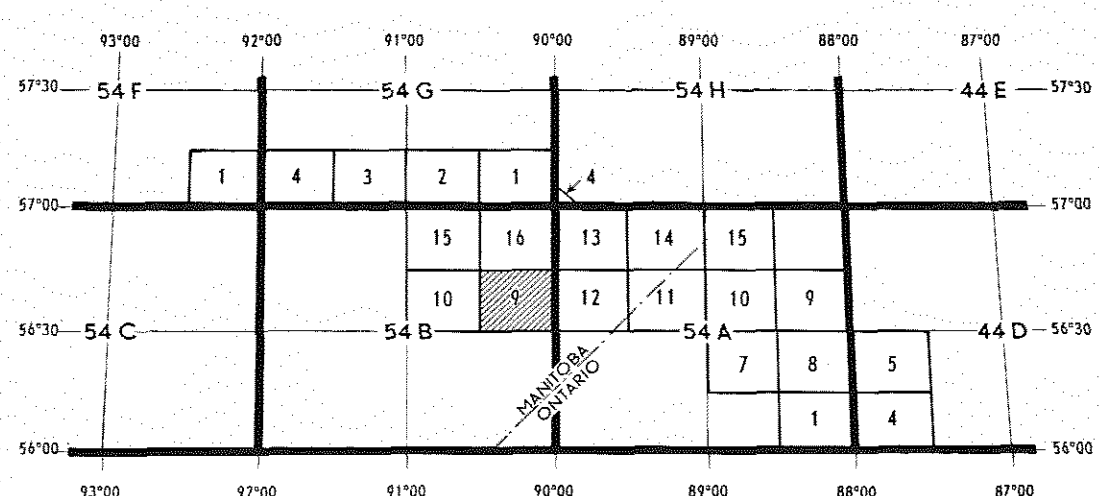 93°00 92°00 91°00 90°00 89°00 88°00 87°00
57°30 54 F 54 G 54 H 44 E 57°30
1 4 3 2 1 4
57°00 57°00
15 16 13 14 15
10 9 12 11 10 9
56°30 54 C 54 B 54 A 44 D 56°30
7 8 5
MANITOBA
ONTARIO
1 4
56°00 56°00
93°00 92°00 91°00 90°00 89°00 88°00 87°00